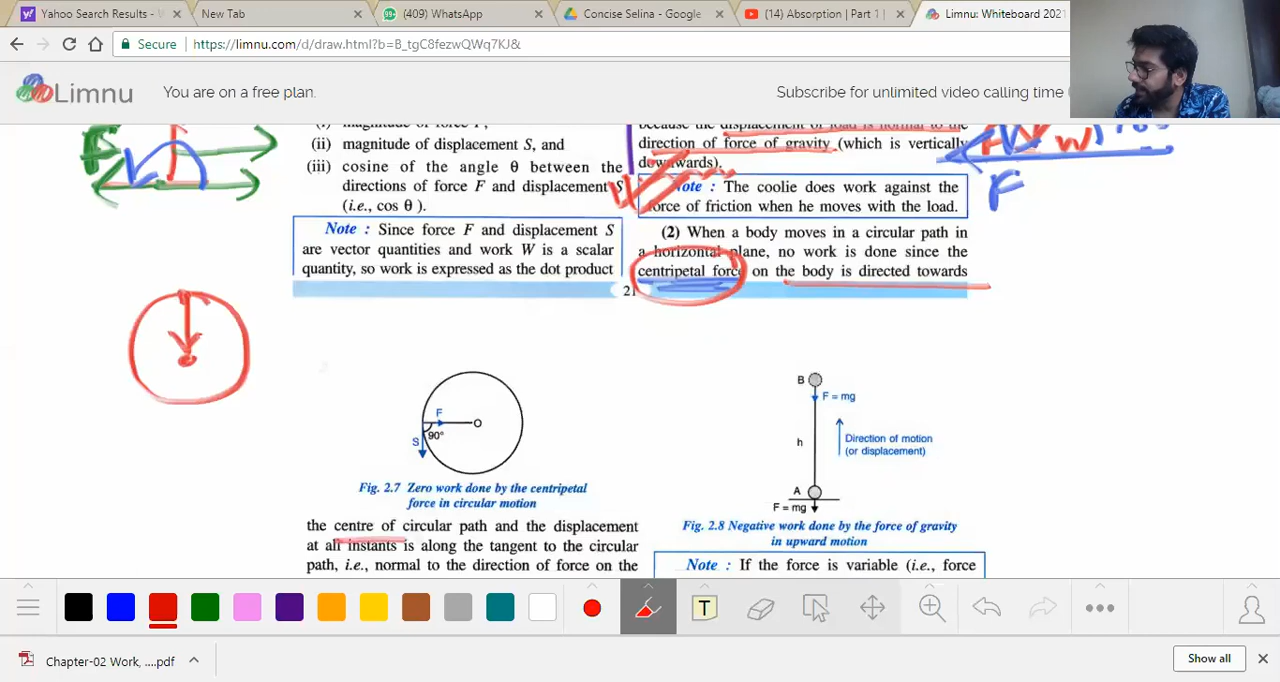 Yahoo Search Results -
New Tab
(409) WhatsApp
Concise Selina - Google
(14) Absorption | Part 1 |
Limnu: Whiteboard 2021
Secure
https://limnu.com/d/draw.html?b=B_tgC8fezwQWq7KJ&
Limnu
You are on a free plan.
Subscribe for unlimited video calling time
(ii) magnitude of displacement S, and
(iii) cosine of the angle θ between the
directions of force F and displacement S
(i.e., cos θ ).
Note : Since force F and displacement S
are vector quantities and work W is a scalar
quantity, so work is expressed as the dot product
21
because the displacement of load is normal to the
direction of force of gravity (which is vertically
downwards).
Note : The coolie does work against the
force of friction when he moves with the load.
(2) When a body moves in a circular path in
a horizontal plane, no work is done since the
centripetal force on the body is directed towards
F
W
F
F
O
90°
S
Fig. 2.7 Zero work done by the centripetal
force in circular motion
the centre of circular path and the displacement
at all instants is along the tangent to the circular
path, i.e., normal to the direction of force on the
B
F = mg
h
Direction of motion
(or displacement)
A
F = mg
Fig. 2.8 Negative work done by the force of gravity
in upward motion
Note : If the force is variable (i.e., force
T
Chapter-02 Work, ....pdf
Show all